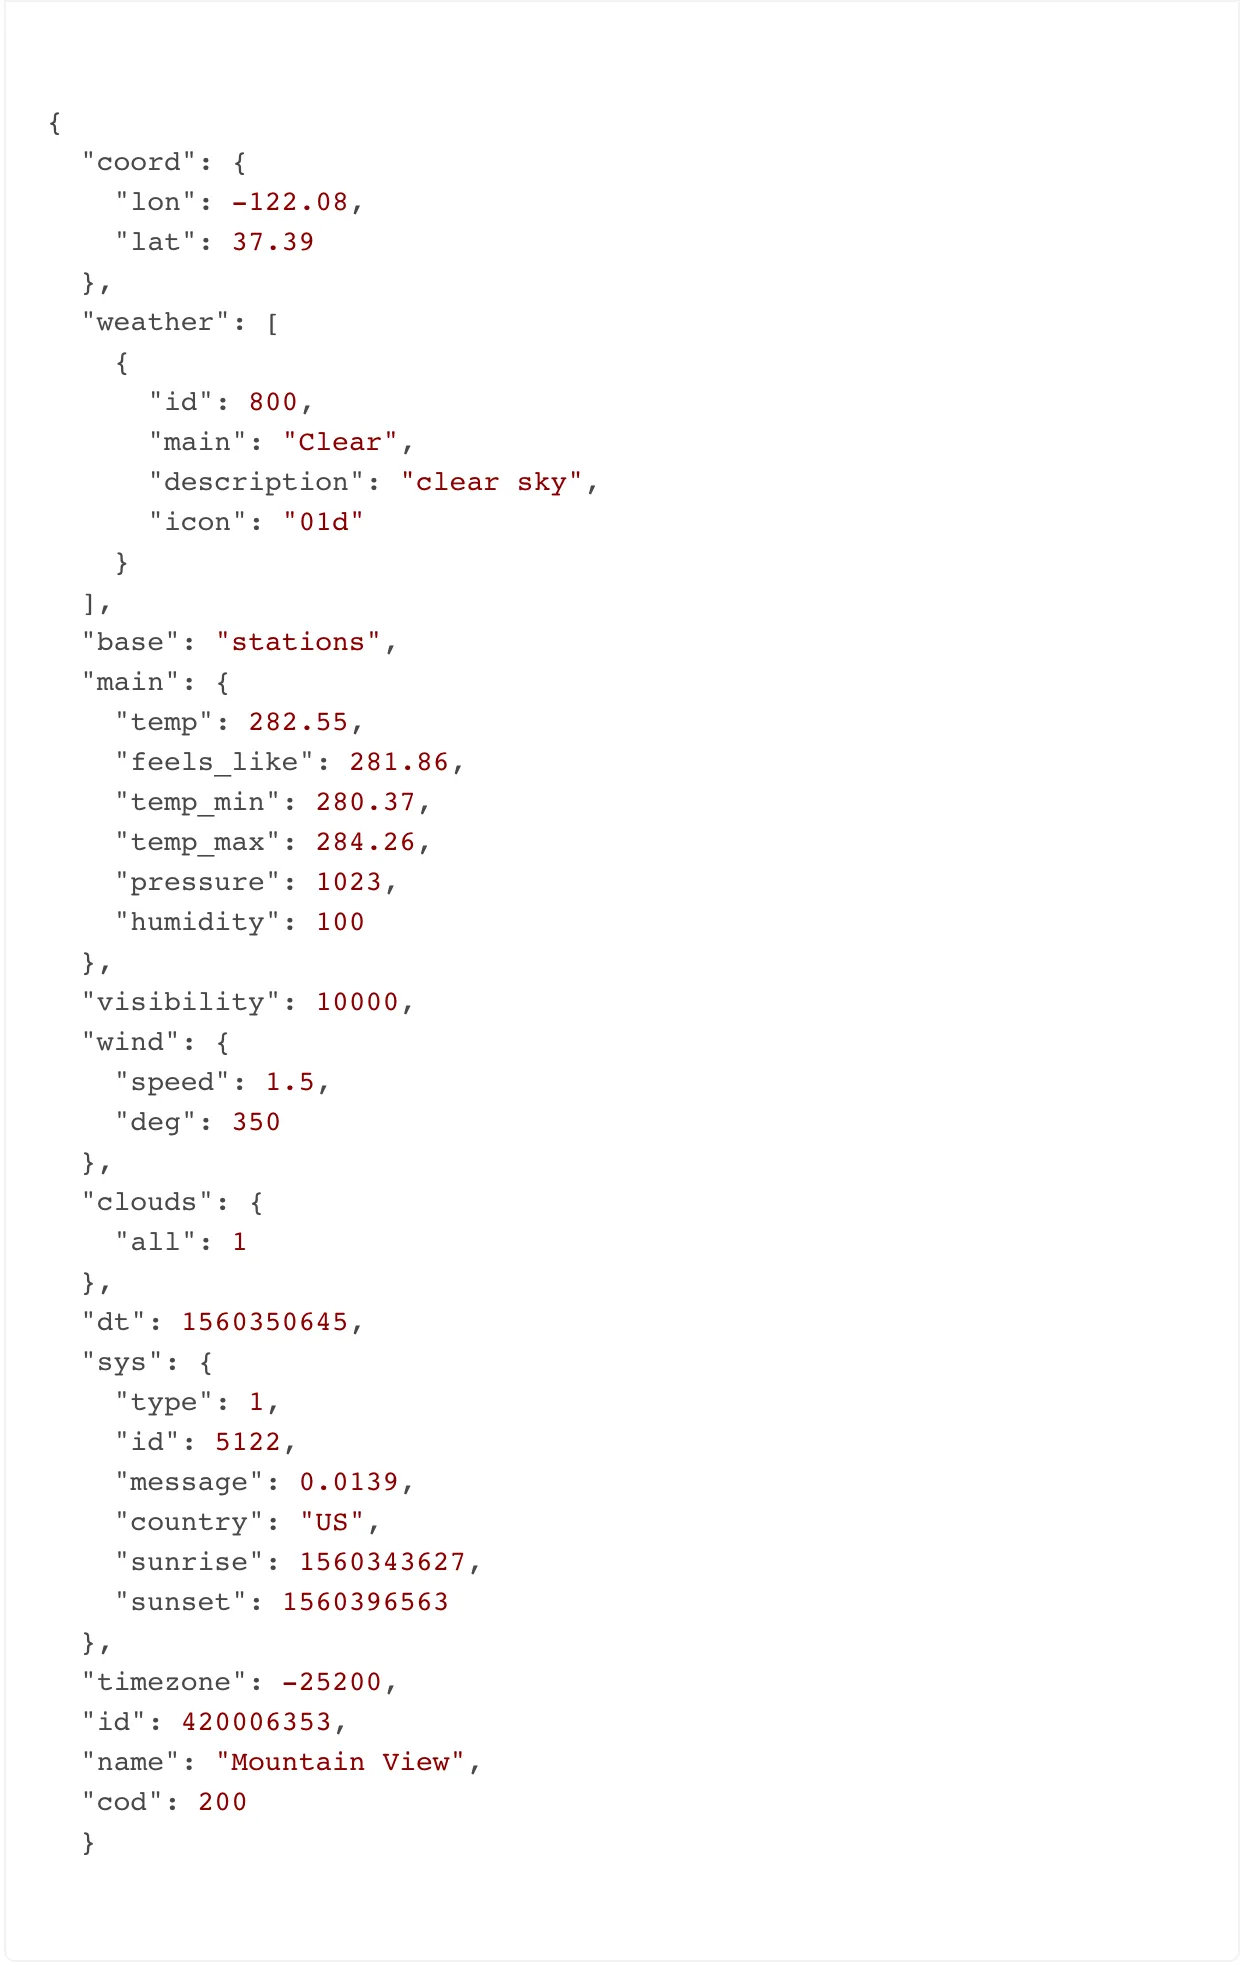 {
  "coord": {
    "lon": -122.08,
    "lat": 37.39
  },
  "weather": [
    {
      "id": 800,
      "main": "Clear",
      "description": "clear sky",
      "icon": "01d"
    }
  ],
  "base": "stations",
  "main": {
    "temp": 282.55,
    "feels_like": 281.86,
    "temp_min": 280.37,
    "temp_max": 284.26,
    "pressure": 1023,
    "humidity": 100
  },
  "visibility": 10000,
  "wind": {
    "speed": 1.5,
    "deg": 350
  },
  "clouds": {
    "all": 1
  },
  "dt": 1560350645,
  "sys": {
    "type": 1,
    "id": 5122,
    "message": 0.0139,
    "country": "US",
    "sunrise": 1560343627,
    "sunset": 1560396563
  },
  "timezone": -25200,
  "id": 420006353,
  "name": "Mountain View",
  "cod": 200
  }